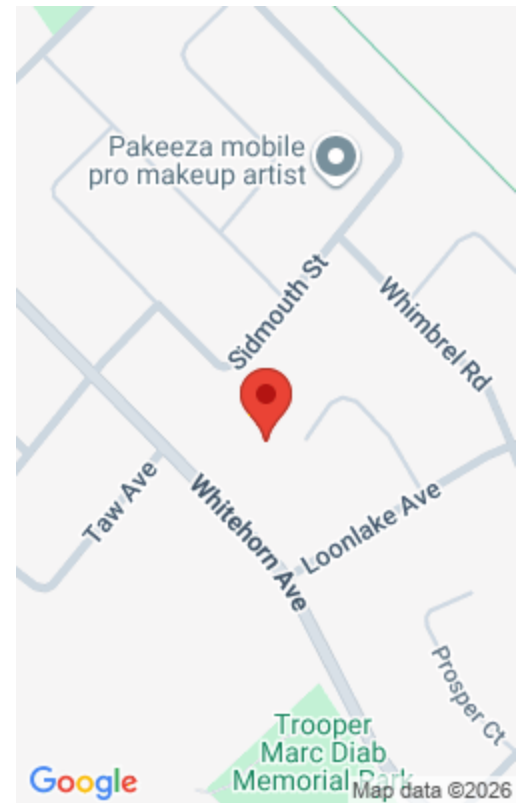 Pakeeza mobile
pro makeup artist
Sidmouth St
Whimbrel Rd
Taw Ave
Whitehorn Ave
Loonlake Ave
Prosper Ct
Trooper
Marc Diab
Memorial Park
Google
Map data ©2026